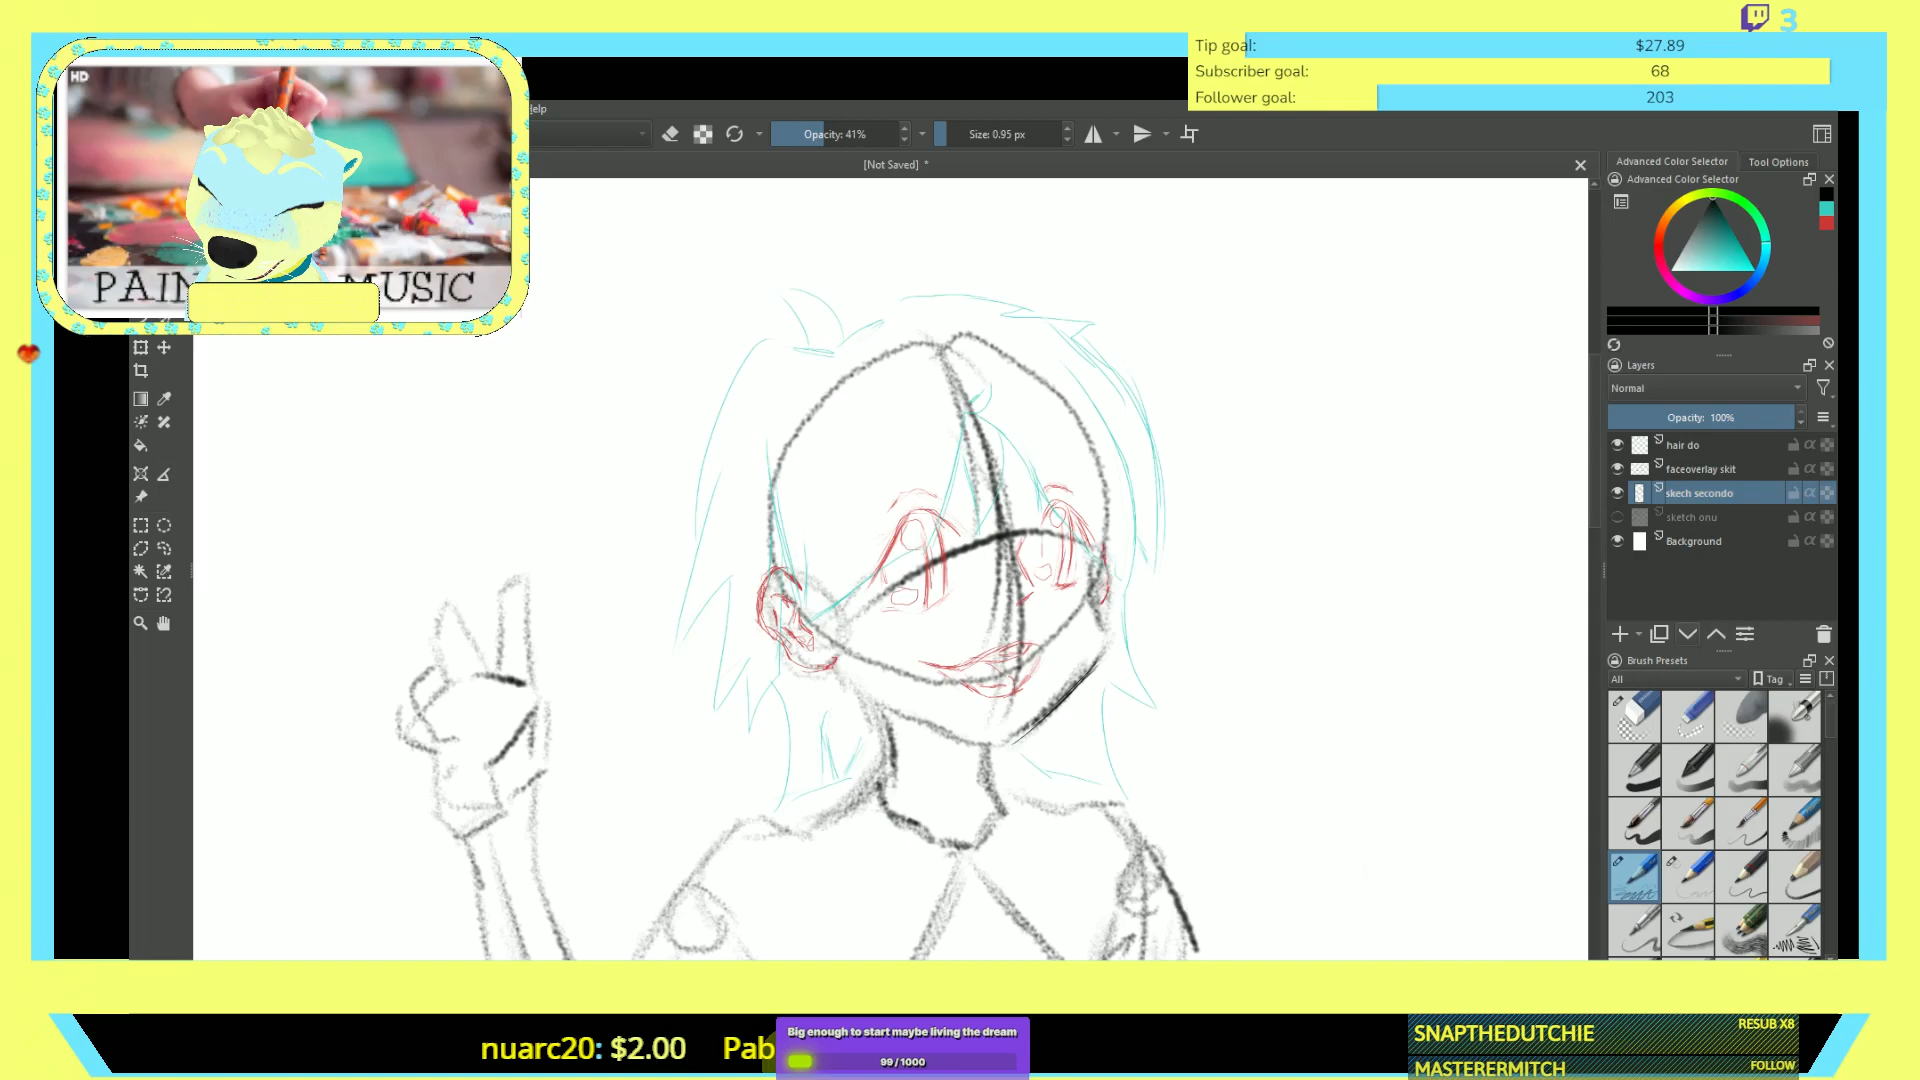 3
Tip goal: $27.89
Subscriber goal: 68
Follower goal: 203
HD
PAIN MUSIC
Help
Opacity: 41%
Size: 0.95 px
[Not Saved] *
Advanced Color Selector
Tool Options
Advanced Color Selector
Layers
Normal
Opacity: 100%
hair do
faceoverlay skit
skech secondo
sketch onu
Background
Brush Presets
All
Tag
nuarc20: $2.00 Pab
Big enough to start maybe living the dream
99 / 1000
SNAPTHEDUTCHIE RESUB X8
MASTERERMITCH FOLLOW